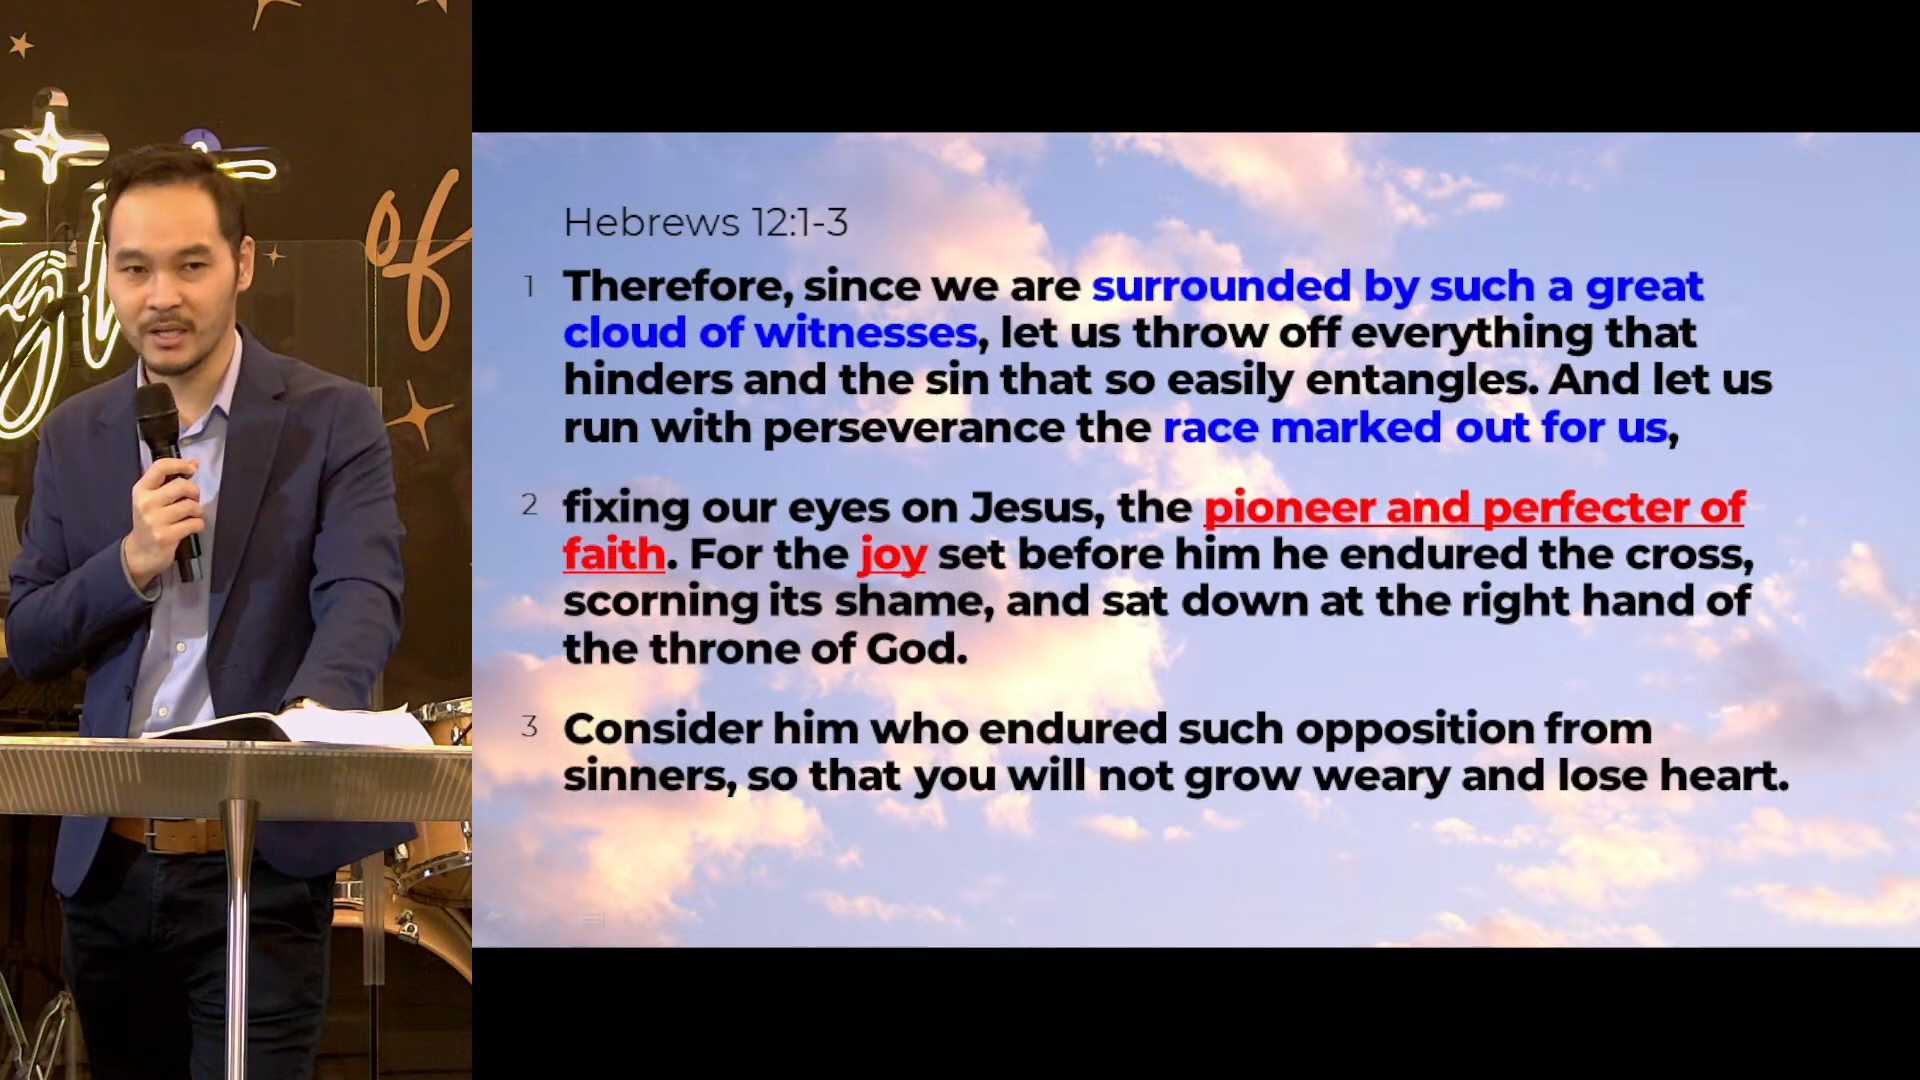 of
Hebrews 12:1-3
1 Therefore, since we are surrounded by such a great
cloud of witnesses, let us throw off everything that
hinders and the sin that so easily entangles. And let us
run with perseverance the race marked out for us,
2 fixing our eyes on Jesus, the pioneer and perfecter of
faith. For the joy set before him he endured the cross,
scorning its shame, and sat down at the right hand of
the throne of God.
3 Consider him who endured such opposition from
sinners, so that you will not grow weary and lose heart.